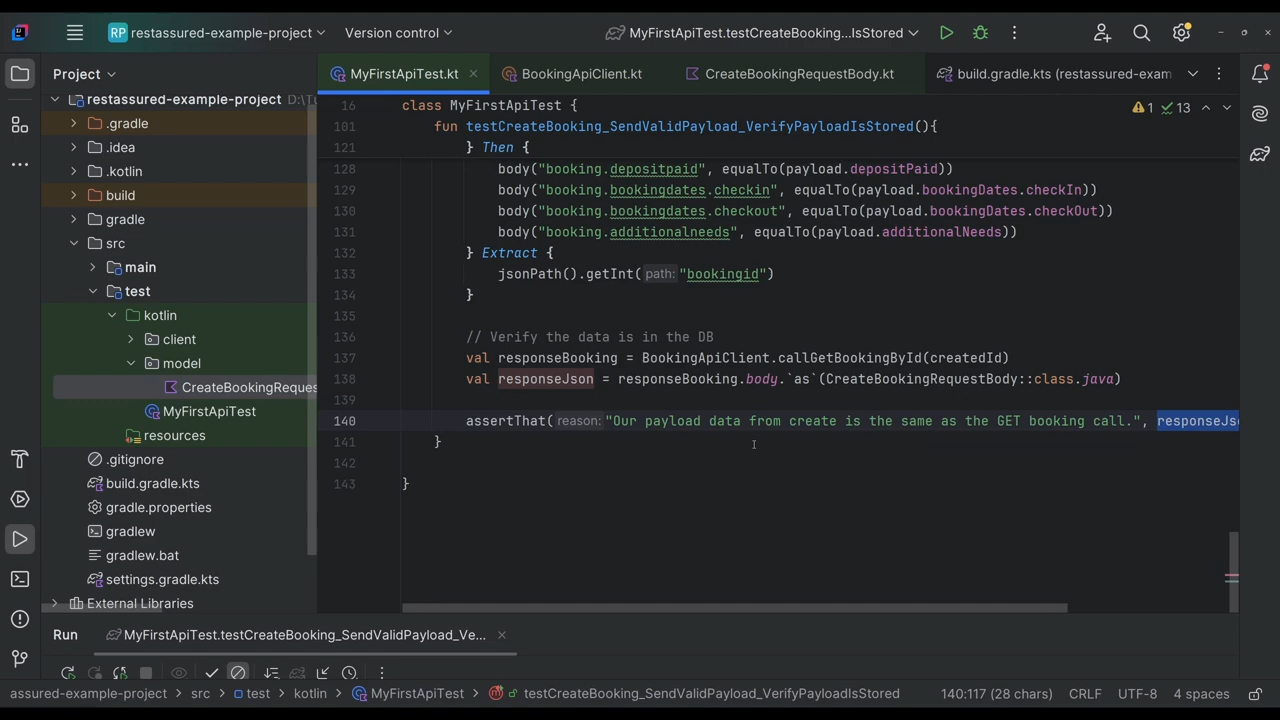 RP restassured-example-project
Version control
MyFirstApiTest.testCreateBooking...IsStored
Project
MyFirstApiTest.kt
BookingApiClient.kt
CreateBookingRequestBody.kt
build.gradle.kts (restassured-exam
restassured-example-project D:\To
.gradle
.idea
.kotlin
build
gradle
src
main
test
kotlin
client
model
CreateBookingReques
MyFirstApiTest
resources
.gitignore
build.gradle.kts
gradle.properties
gradlew
gradlew.bat
settings.gradle.kts
External Libraries
1 13
16 class MyFirstApiTest {
101 fun testCreateBooking_SendValidPayload_VerifyPayloadIsStored(){
121 } Then {
128 body("booking.depositpaid", equalTo(payload.depositPaid))
129 body("booking.bookingdates.checkin", equalTo(payload.bookingDates.checkIn))
130 body("booking.bookingdates.checkout", equalTo(payload.bookingDates.checkOut))
131 body("booking.additionalneeds", equalTo(payload.additionalNeeds))
132 } Extract {
133 jsonPath().getInt( path: "bookingid")
134 }
135
136 // Verify the data is in the DB
137 val responseBooking = BookingApiClient.callGetBookingById(createdId)
138 val responseJson = responseBooking.body.`as`(CreateBookingRequestBody::class.java)
139
140 assertThat( reason: "Our payload data from create is the same as the GET booking call.", responseJso
141 }
142
143 }
Run
MyFirstApiTest.testCreateBooking_SendValidPayload_Ve...
assured-example-project > src > test > kotlin > MyFirstApiTest > testCreateBooking_SendValidPayload_VerifyPayloadIsStored
140:117 (28 chars) CRLF UTF-8 4 spaces